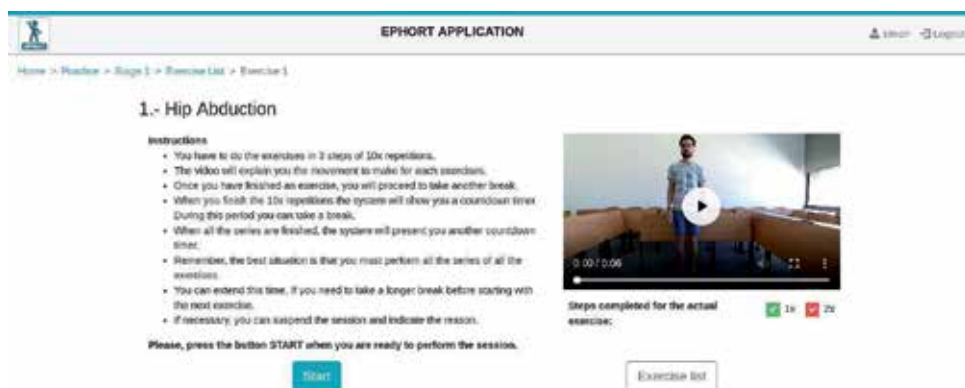 EPHORT APPLICATION
Logout
Home > Practice > Stage 1 > Exercise List > Exercise 1
1.- Hip Abduction
Instructions
• You have to do the exercises in 3 steps of 10x repetitions.
• The video will explain you the movement to make for each exercises.
• Once you have finished an exercise, you will proceed to take another break.
• When you finish the 10x repetitions the system will show you a countdown timer.
During this period you can take a break.
• When all the series are finished, the system will present you another countdown
timer.
• Remember, the best situation is that you must perform all the series of all the
exercises.
• You can extend this time, if you need to take a longer break before starting with
the next exercise.
• If necessary, you can suspend the session and indicate the reason.
Please, press the button START when you are ready to perform the session.
0:00 / 0:06
Steps completed for the actual
exercise:
1x 2x
Start
Exercise list